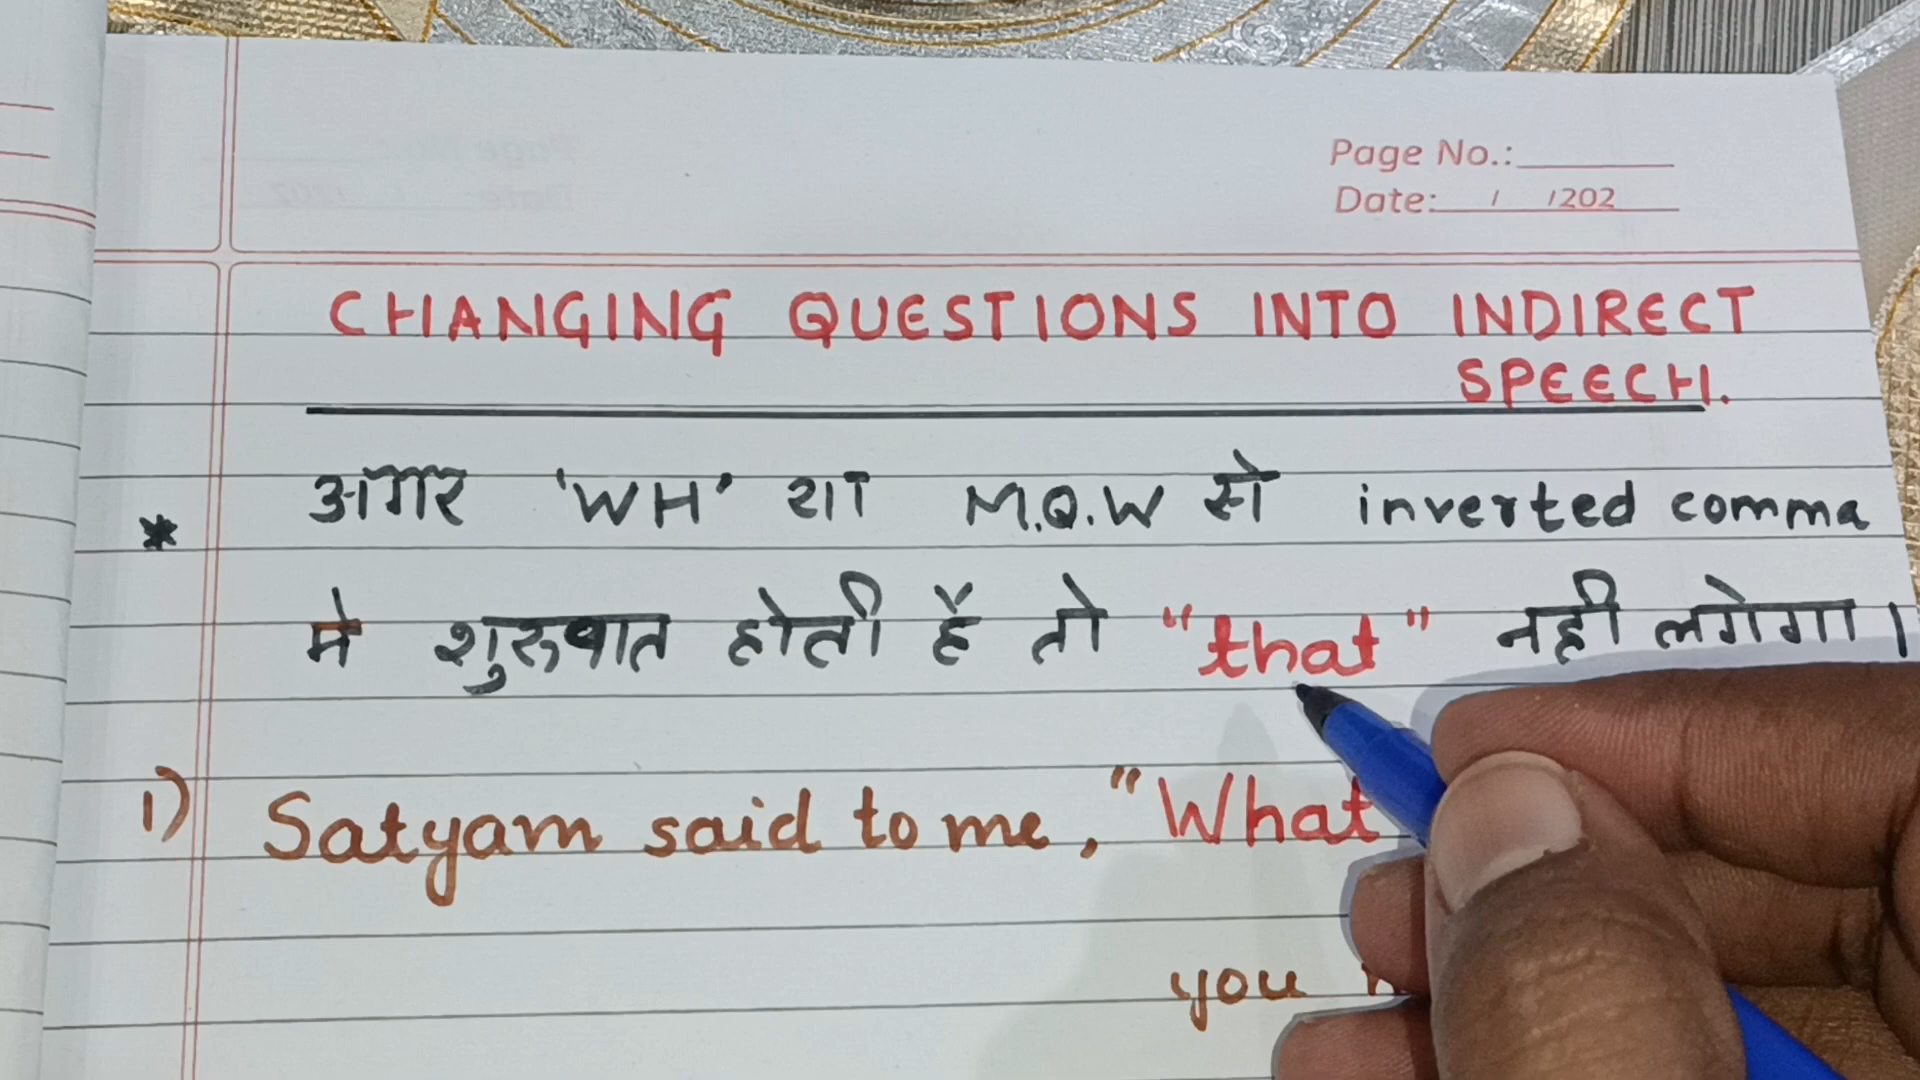 Page No.:
Date: / /202
CHANGING QUESTIONS INTO INDIRECT
SPEECH.
* अगर 'WH' या M.Q.W से inverted comma
मे शुरुवात होती हैं तो "that" नही लगेगा।
1) Satyam said to me, "What
you